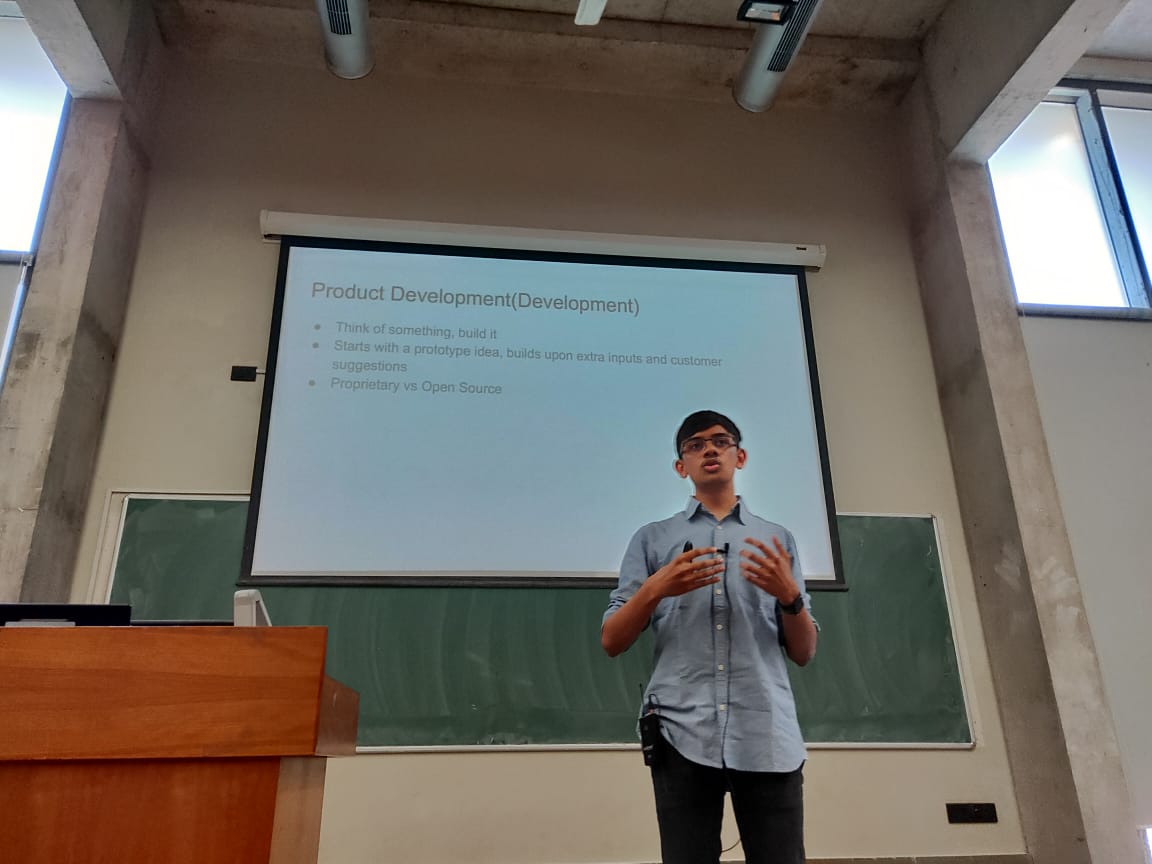 Product Development(Development)
● Think of something, build it
● Starts with a prototype idea, builds upon extra inputs and customer
suggestions
● Proprietary vs Open Source